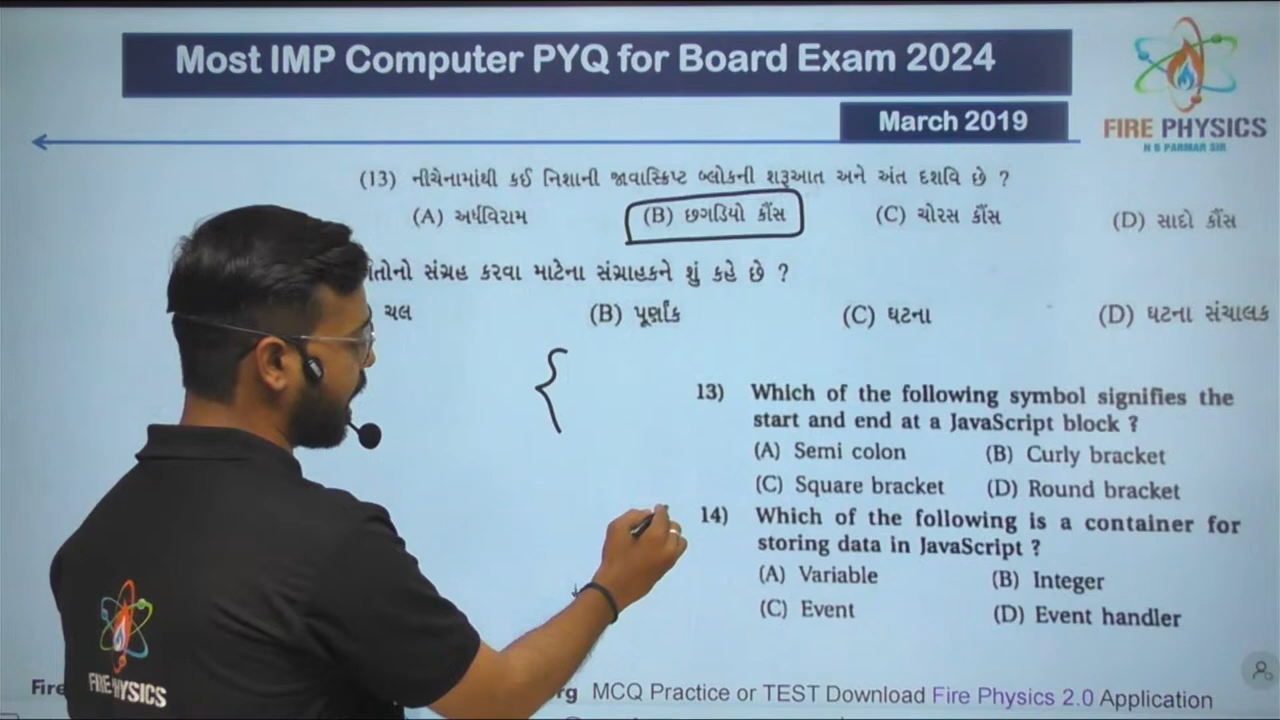 Most IMP Computer PYQ for Board Exam 2024
March 2019
FIRE PHYSICS
N B PARMAR SIR
(13) નીચેનામાંથી કઈ નિશાની જાવાસ્ક્રિપ્ટ બ્લોકની શરૂઆત અને અંત દર્શાવે છે ?
(A) અર્ધવિરામ (B) છગડિયો કૌંસ (C) ચોરસ કૌંસ (D) સાદો કૌંસ
સંગ્રહ કરવા માટેના સંગ્રાહકને શું કહે છે ?
ચલ (B) પૂર્ણાંક (C) ઘટના (D) ઘટના સંચાલક
{
13) Which of the following symbol signifies the
start and end at a JavaScript block ?
(A) Semi colon (B) Curly bracket
(C) Square bracket (D) Round bracket
14) Which of the following is a container for
storing data in JavaScript ?
(A) Variable (B) Integer
(C) Event (D) Event handler
FIRE PHYSICS
Fire
MCQ Practice or TEST Download Fire Physics 2.0 Application